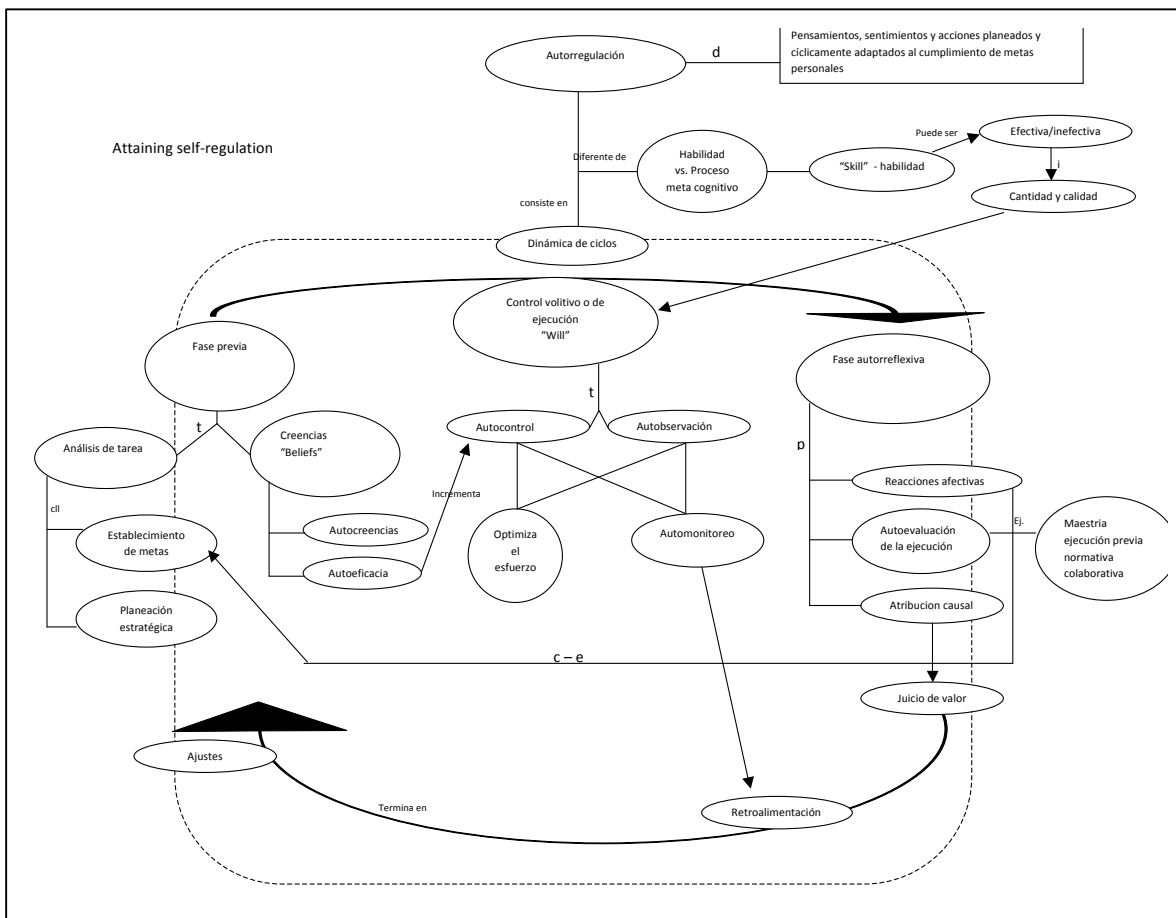 Pensamientos, sentimientos y acciones planeados y
cíclicamente adaptados al cumplimiento de metas
personales
d
Autorregulación
Attaining self-regulation
Diferente de
Habilidad
vs. Proceso
meta cognitivo
“Skill” - habilidad
Puede ser
Efectiva/inefectiva
i
Cantidad y calidad
consiste en
Dinámica de ciclos
Control volitivo o de
ejecución
“Will”
Fase previa
Fase autorreflexiva
t
t
Análisis de tarea
Creencias
“Beliefs”
Autocontrol
Autobservación
p
cll
Incrementa
Reacciones afectivas
Establecimiento
de metas
Autocreencias
Optimiza
el
esfuerzo
Automonitoreo
Autoevaluación
de la ejecución
Ej.
Maestria
ejecución previa
normativa
colaborativa
Autoeficacia
Planeación
estratégica
Atribucion causal
c – e
Juicio de valor
Ajustes
Termina en
Retroalimentación